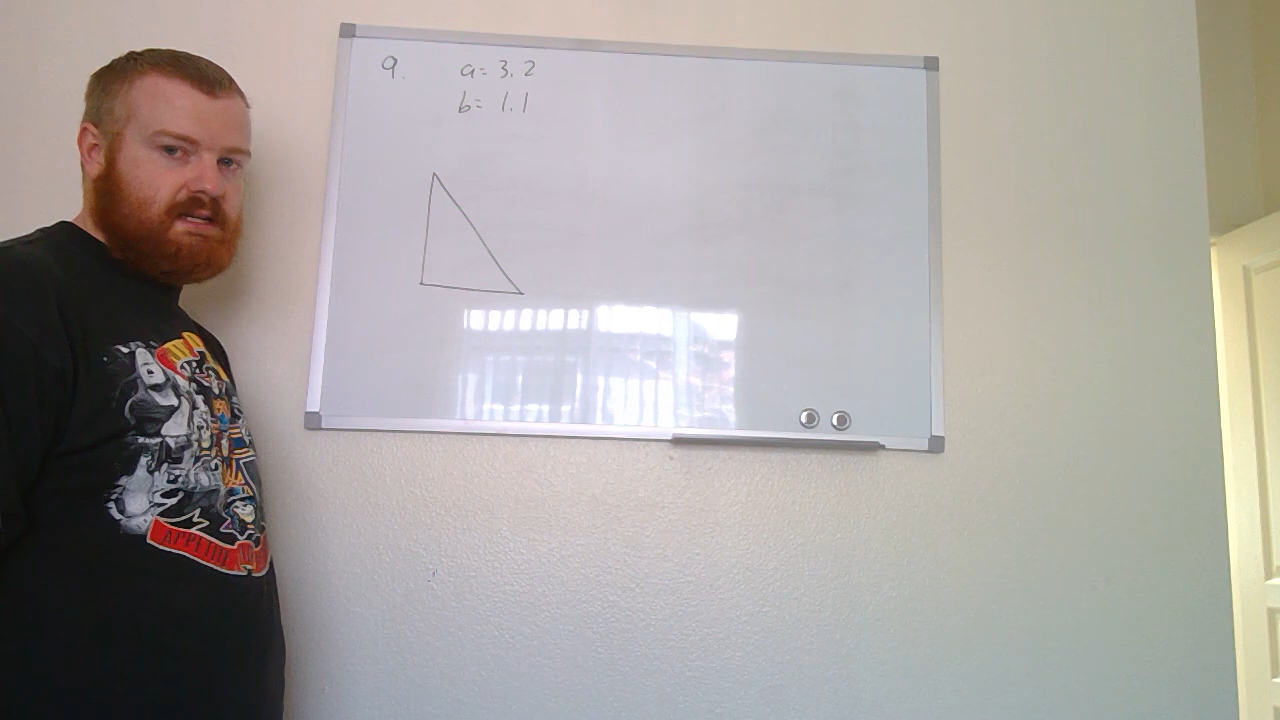 9. a= 3.2
b= 1.1